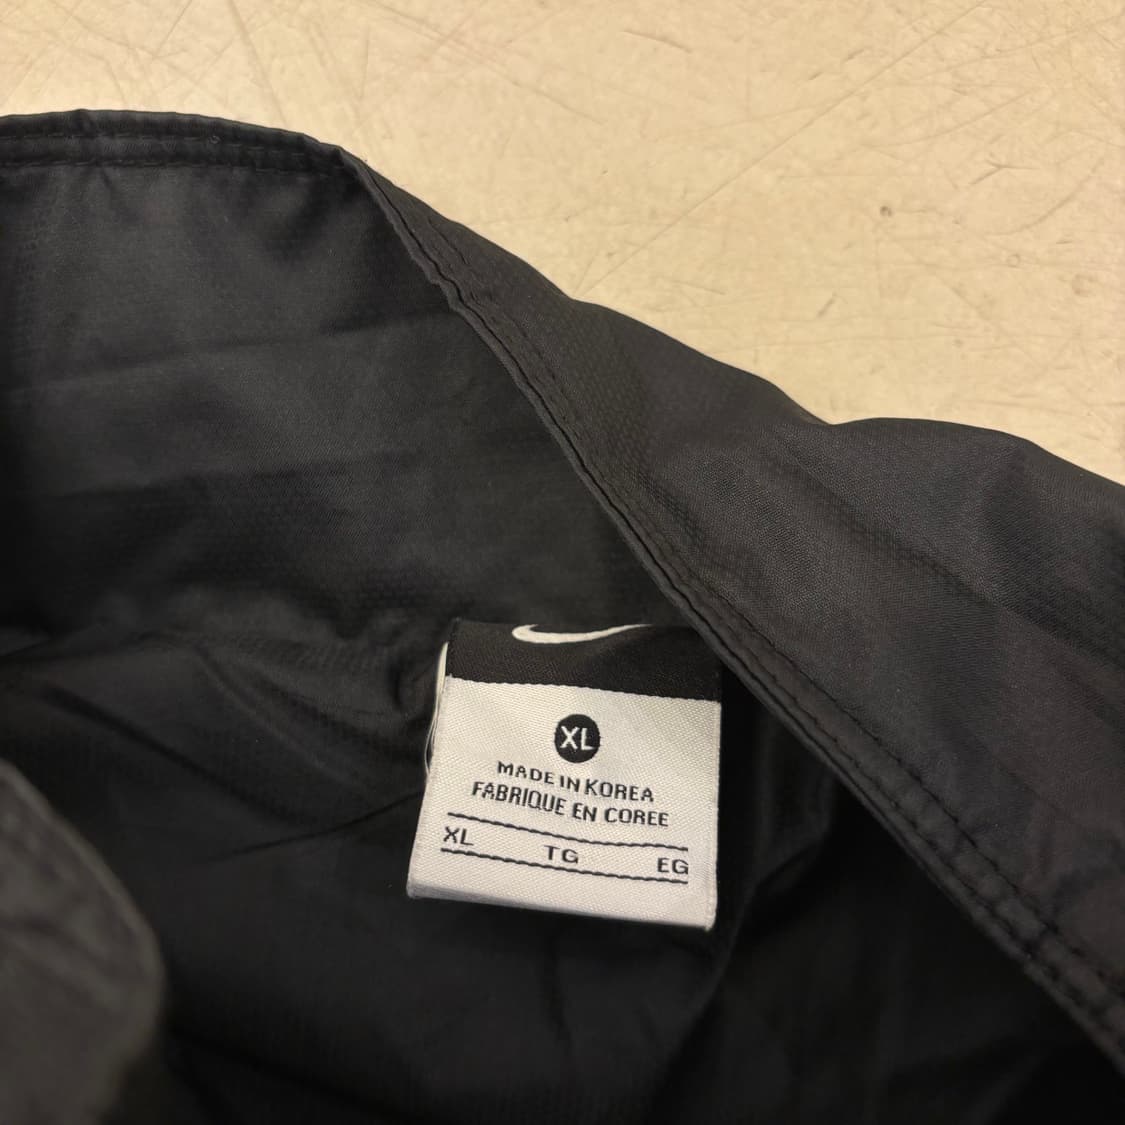 XL
MADE IN KOREA
FABRIQUE EN COREE
XL TG EG